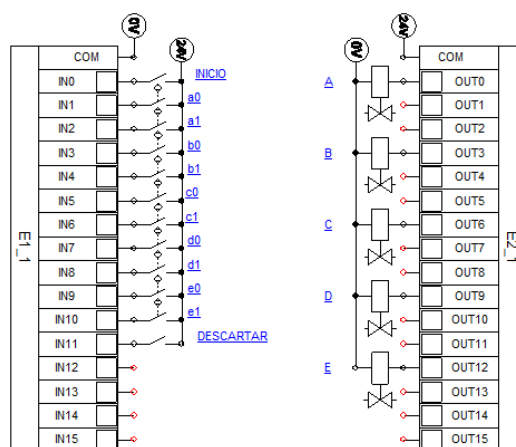 0V
24V
COM
IN0
INICIO
IN1
a0
IN2
a1
IN3
b0
IN4
b1
IN5
c0
IN6
c1
IN7
d0
IN8
d1
IN9
e0
IN10
e1
IN11
DESCARTAR
IN12
IN13
IN14
IN15
E1_1
0V
24V
COM
A
OUT0
OUT1
OUT2
B
OUT3
OUT4
OUT5
C
OUT6
OUT7
OUT8
D
OUT9
OUT10
OUT11
E
OUT12
OUT13
OUT14
OUT15
E2_1